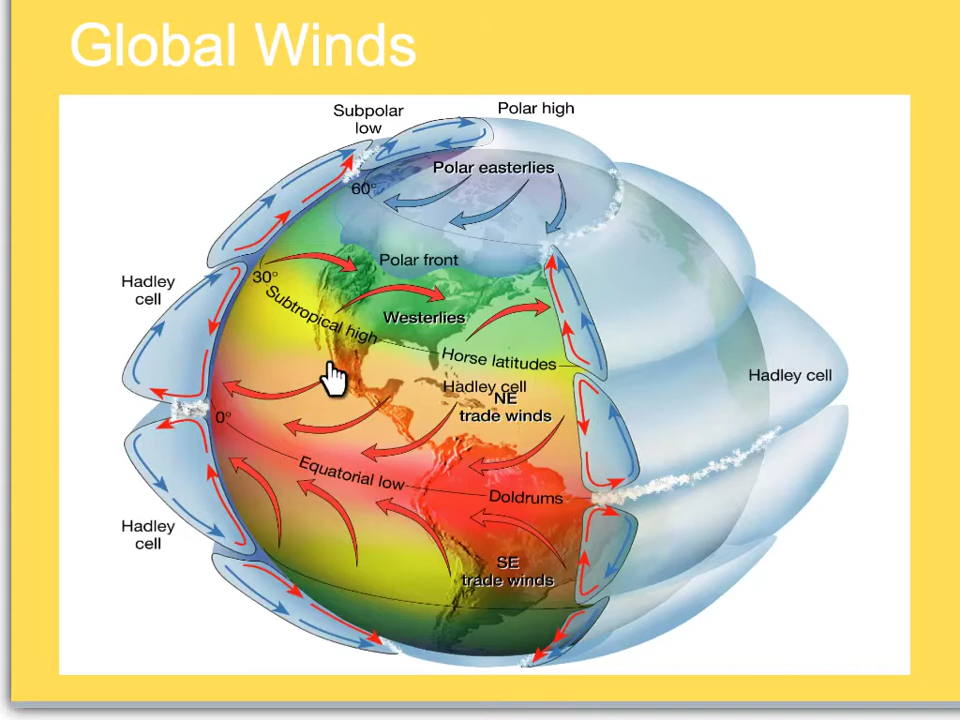 Global Winds
Subpolar
low
Polar high
Polar easterlies
60°
Polar front
30°
Hadley
cell
Subtropical high
Westerlies
Horse latitudes
Hadley cell
Hadley cell
NE
trade winds
0°
Equatorial low
Doldrums
Hadley
cell
SE
trade winds